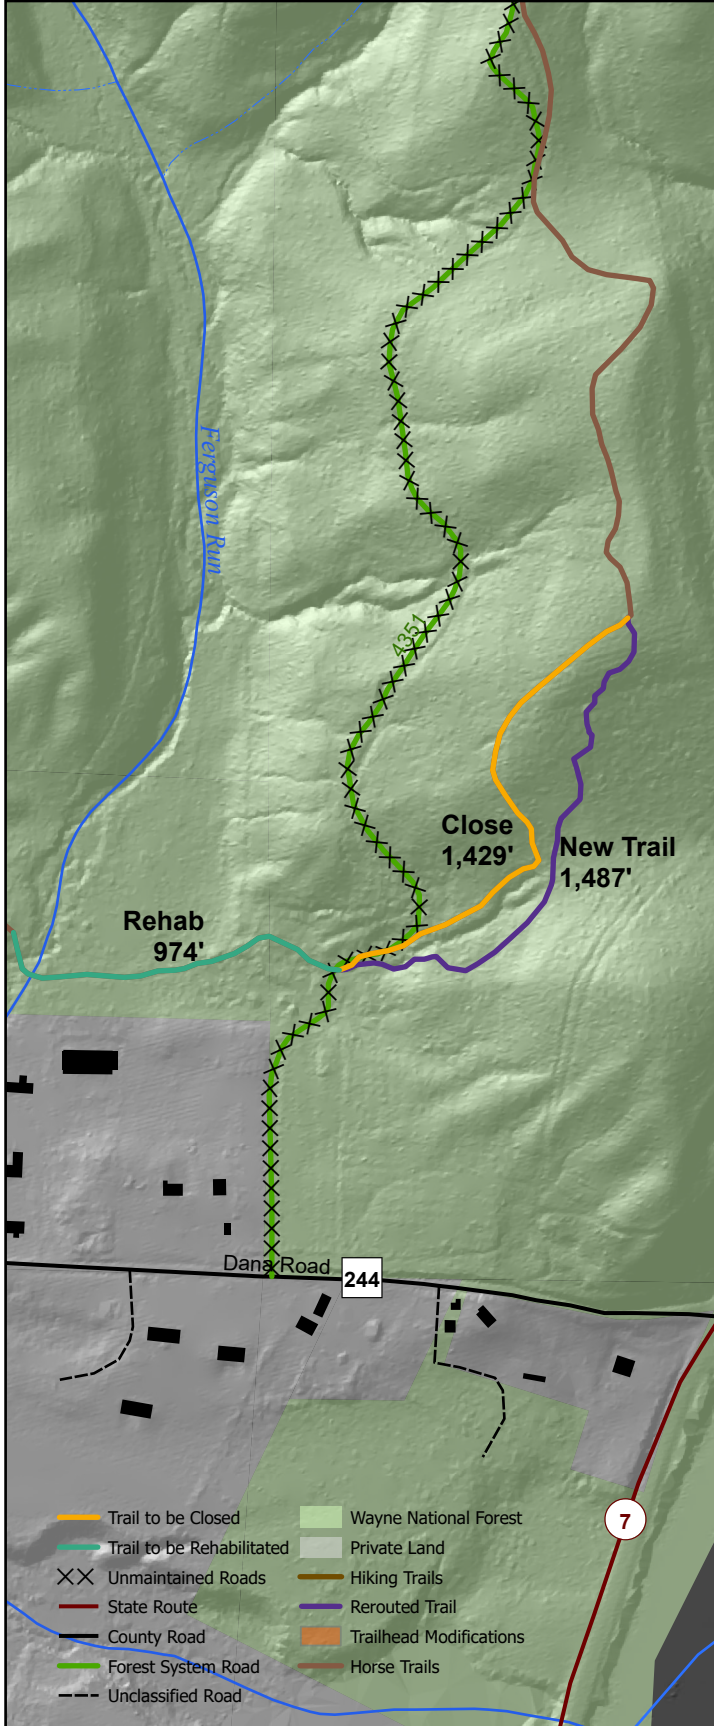 Ferguson Run
4351
Close
1,429'
New Trail
1,487'
Rehab
974'
Dana Road
244
7
Trail to be Closed
Trail to be Rehabilitated
Unmaintained Roads
State Route
County Road
Forest System Road
Unclassified Road
Wayne National Forest
Private Land
Hiking Trails
Rerouted Trail
Trailhead Modifications
Horse Trails